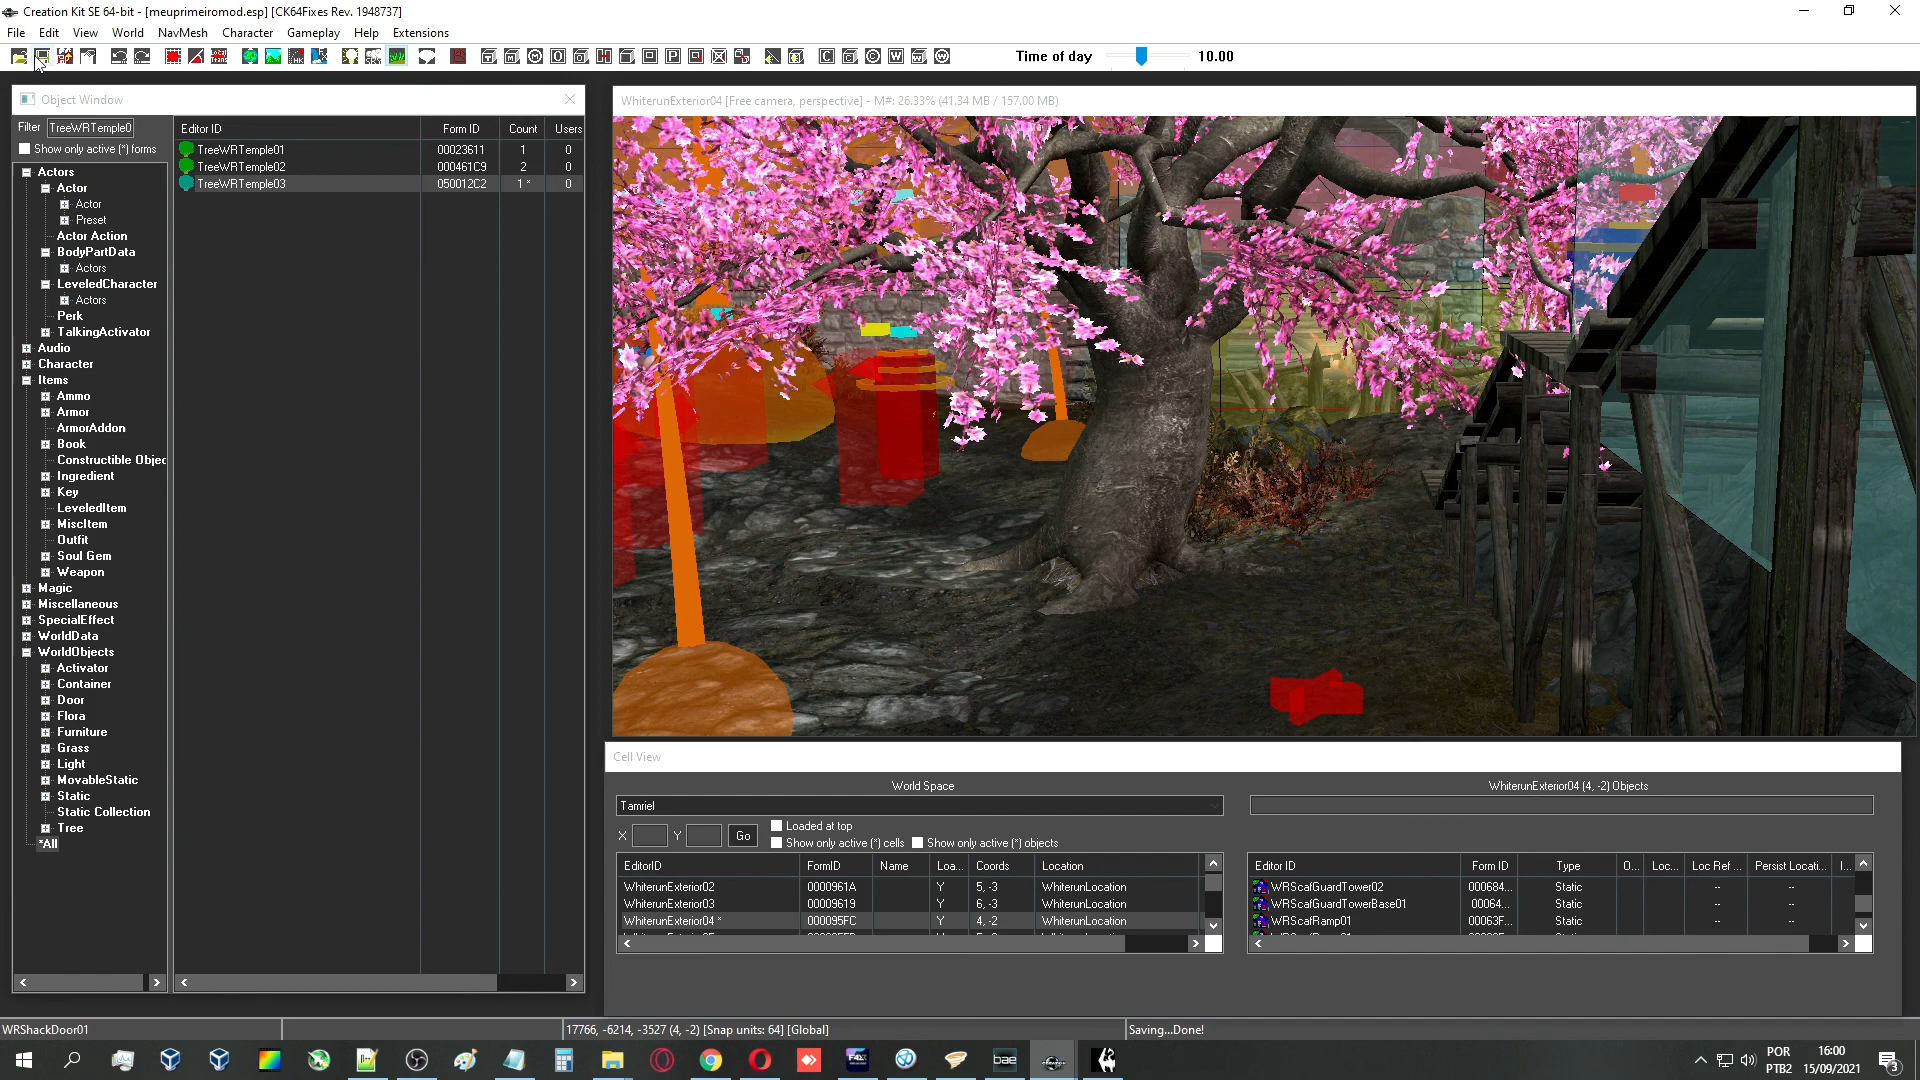 Creation Kit SE 64-bit - [meuprimeiromod.esp] [CK64Fixes Rev. 1948737]
File Edit View World NavMesh Character Gameplay Help Extensions
Time of day 10.00
Object Window
Filter TreeWRTemple0
Show only active (*) forms
Editor ID Form ID Count Users
TreeWRTemple01 00023611 1 0
TreeWRTemple02 000461C9 2 0
TreeWRTemple03 050012C2 1 * 0
Actors
Actor
Actor
Preset
Actor Action
BodyPartData
Actors
LeveledCharacter
Actors
Perk
TalkingActivator
Audio
Character
Items
Ammo
Armor
ArmorAddon
Book
Constructible Objec
Ingredient
Key
LeveledItem
MiscItem
Outfit
Soul Gem
Weapon
Magic
Miscellaneous
SpecialEffect
WorldData
WorldObjects
Activator
Container
Door
Flora
Furniture
Grass
Light
MovableStatic
Static
Static Collection
Tree
*All
WhiterunExterior04 [Free camera, perspective] - M#: 26.33% (41.34 MB / 157.00 MB)
Cell View
World Space
Tamriel
X Y Go
Loaded at top
Show only active (*) cells Show only active (*) objects
EditorID FormID Name Loa... Coords Location
WhiterunExterior02 0000961A Y 5, -3 WhiterunLocation
WhiterunExterior03 00009619 Y 6, -3 WhiterunLocation
WhiterunExterior04 * 000095FC Y 4, -2 WhiterunLocation
WhiterunExterior04 (4, -2) Objects
Editor ID Form ID Type O... Loc... Loc Ref ... Persist Locati... I...
WRScafGuardTower02 000684... Static -- --
WRScafGuardTowerBase01 00064... Static -- --
WRScafRamp01 00063F... Static -- --
WRShackDoor01
17766, -6214, -3527 (4, -2) [Snap units: 64] [Global]
Saving...Done!
F4X
bae
POR
PTB2
16:00
15/09/2021
3